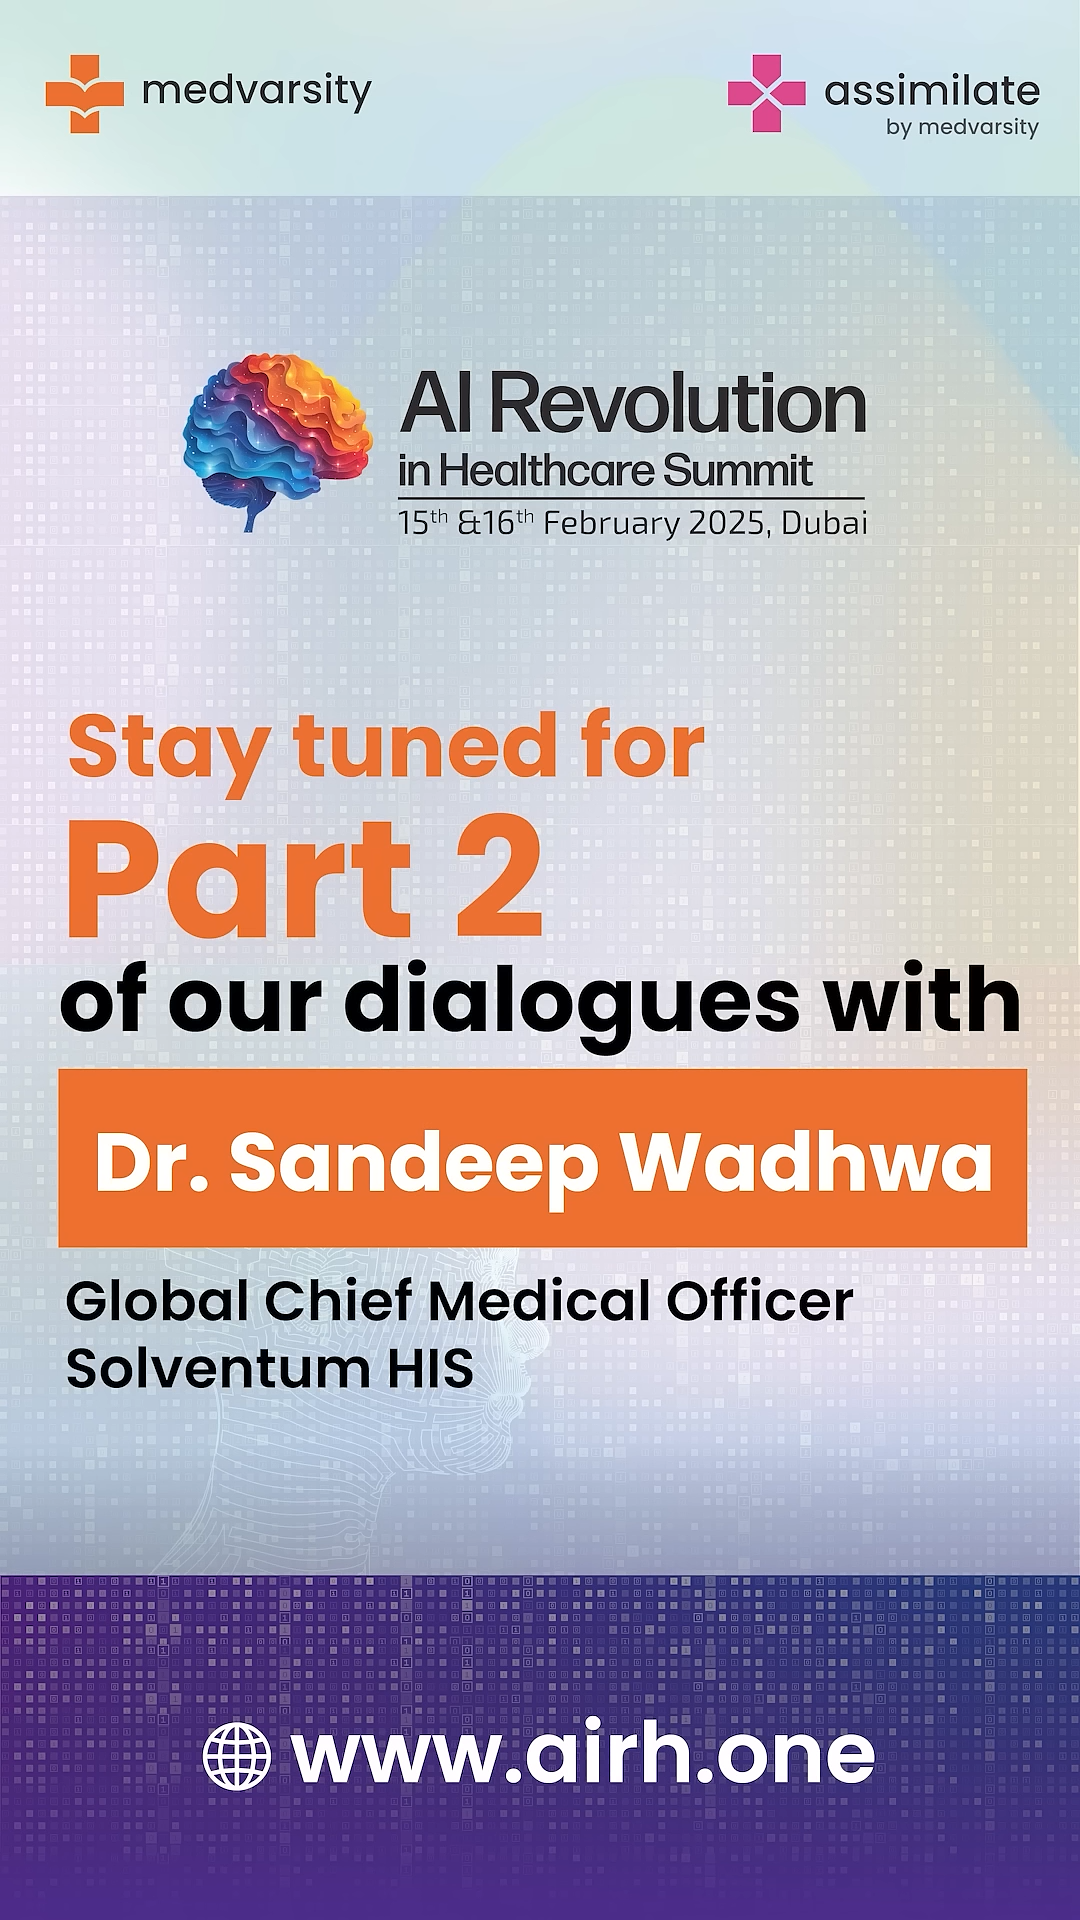 medvarsity
assimilate
by medvarsity
AI Revolution
in Healthcare Summit
15th &16th February 2025, Dubai
Stay tuned for
Part 2
of our dialogues with
Dr. Sandeep Wadhwa
Global Chief Medical Officer
Solventum HIS
www.airh.one